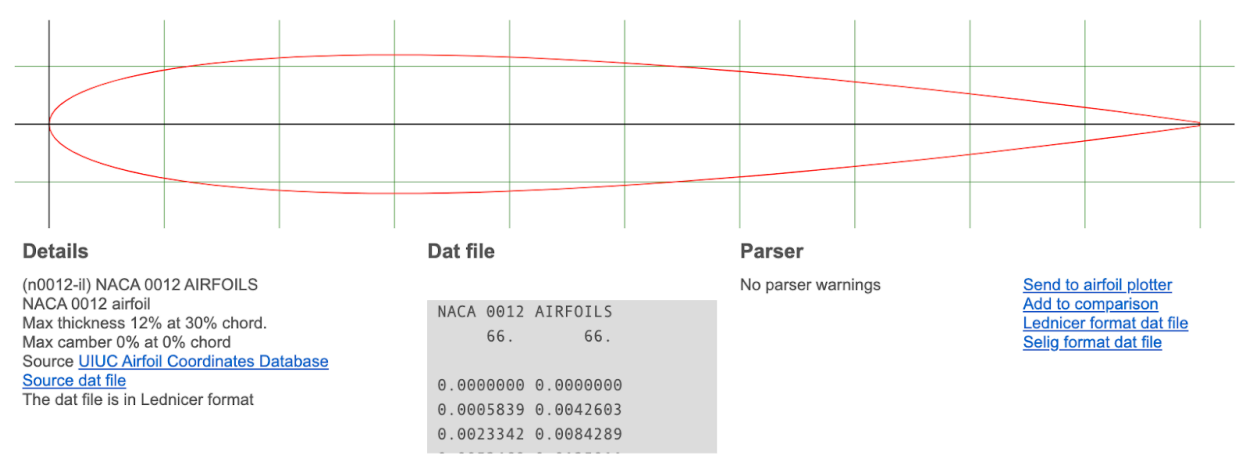 Details
(n0012-il) NACA 0012 AIRFOILS
NACA 0012 airfoil
Max thickness 12% at 30% chord.
Max camber 0% at 0% chord
Source UIUC Airfoil Coordinates Database
Source dat file
The dat file is in Lednicer format
Dat file
NACA 0012 AIRFOILS
66. 66.
0.0000000 0.0000000
0.0005839 0.0042603
0.0023342 0.0084289
Parser
No parser warnings
Send to airfoil plotter
Add to comparison
Lednicer format dat file
Selig format dat file